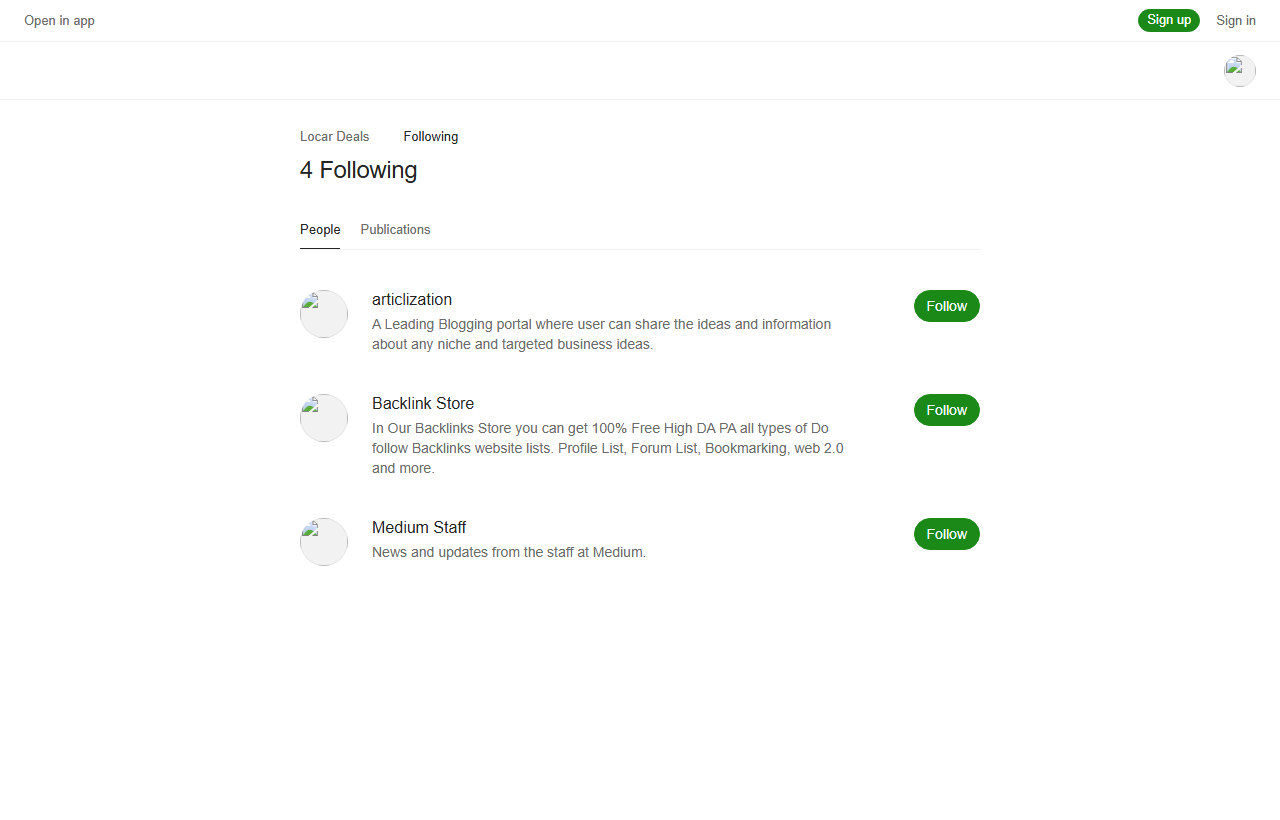 Open in app
Sign up
Sign in
Locar Deals
Following
4 Following
People
Publications
articlization
Follow
A Leading Blogging portal where user can share the ideas and information
about any niche and targeted business ideas.
Backlink Store
Follow
In Our Backlinks Store you can get 100% Free High DA PA all types of Do
follow Backlinks website lists. Profile List, Forum List, Bookmarking, web 2.0
and more.
Medium Staff
Follow
News and updates from the staff at Medium.